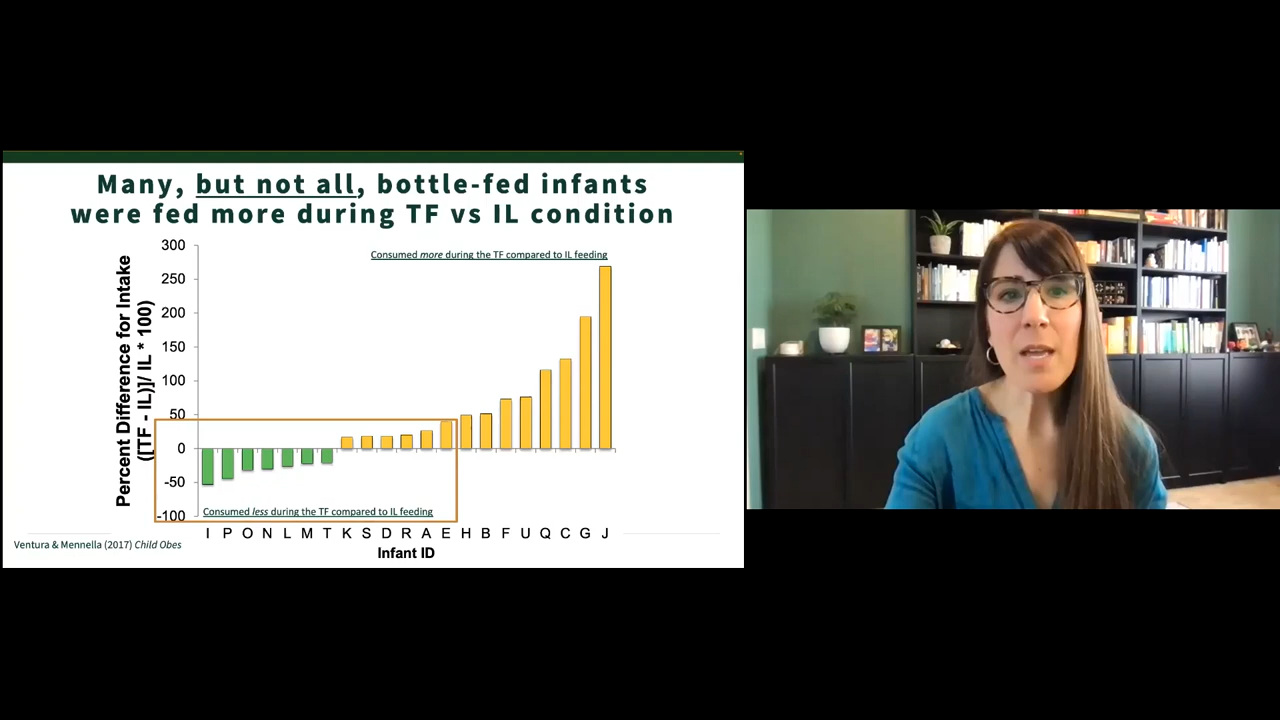 Many, but not all, bottle-fed infants
were fed more during TF vs IL condition
Percent Difference for Intake
([TF - IL)]/ IL * 100)
300
250
200
150
100
50
0
-50
-100
Consumed more during the TF compared to IL feeding
Consumed less during the TF compared to IL feeding
I P O N L M T K S D R A E H B F U Q C G J
Infant ID
Ventura & Mennella (2017) Child Obes